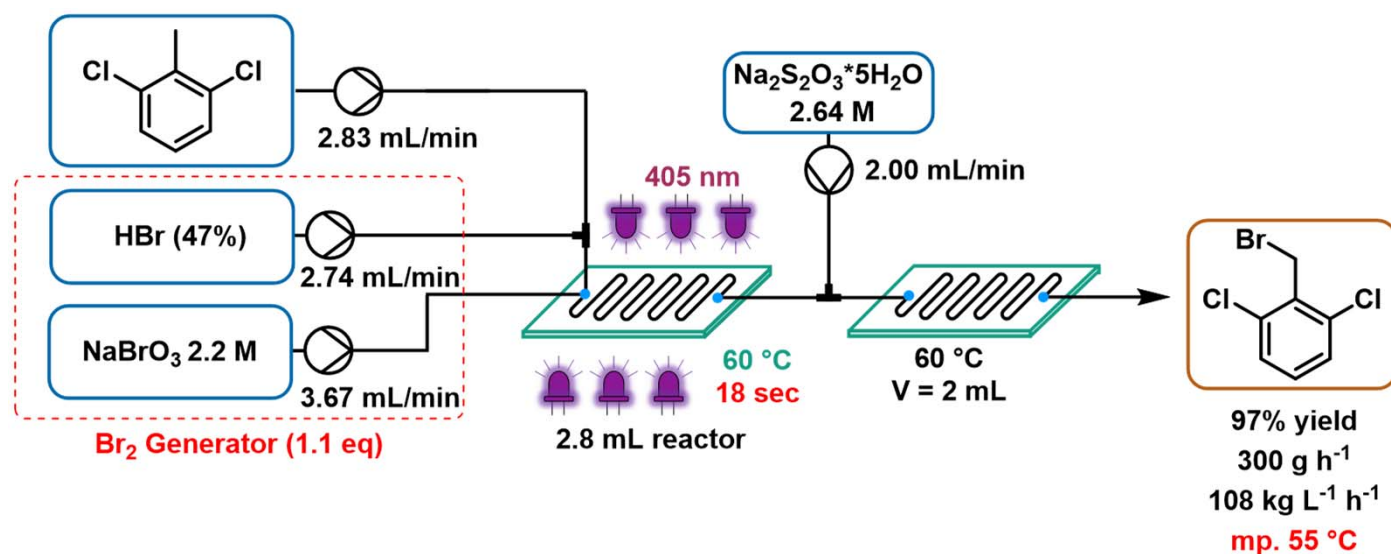 Cl
Cl
2.83 mL/min
HBr (47%)
2.74 mL/min
NaBrO₃ 2.2 M
3.67 mL/min
Br₂ Generator (1.1 eq)
405 nm
60 °C
18 sec
2.8 mL reactor
Na₂S₂O₃*5H₂O
2.64 M
2.00 mL/min
60 °C
V = 2 mL
Br
Cl
Cl
97% yield
300 g h⁻¹
108 kg L⁻¹ h⁻¹
mp. 55 °C